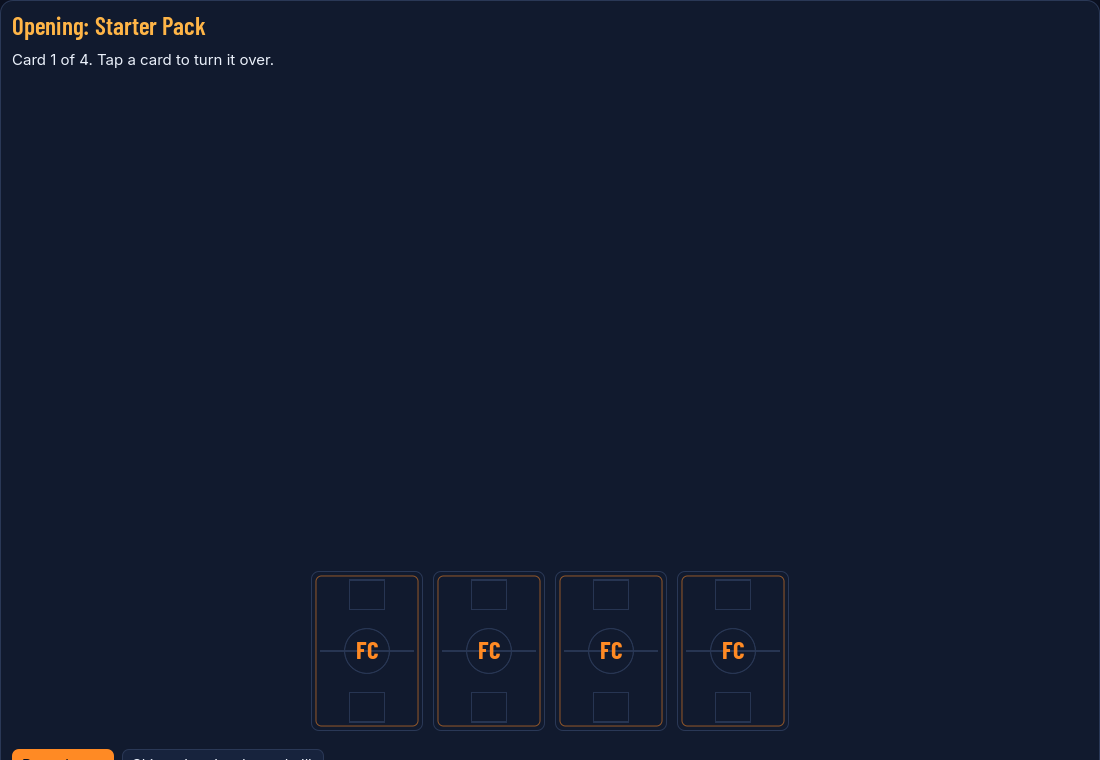 Opening: Starter Pack
Card 1 of 4. Tap a card to turn it over.
FC FC FC FC